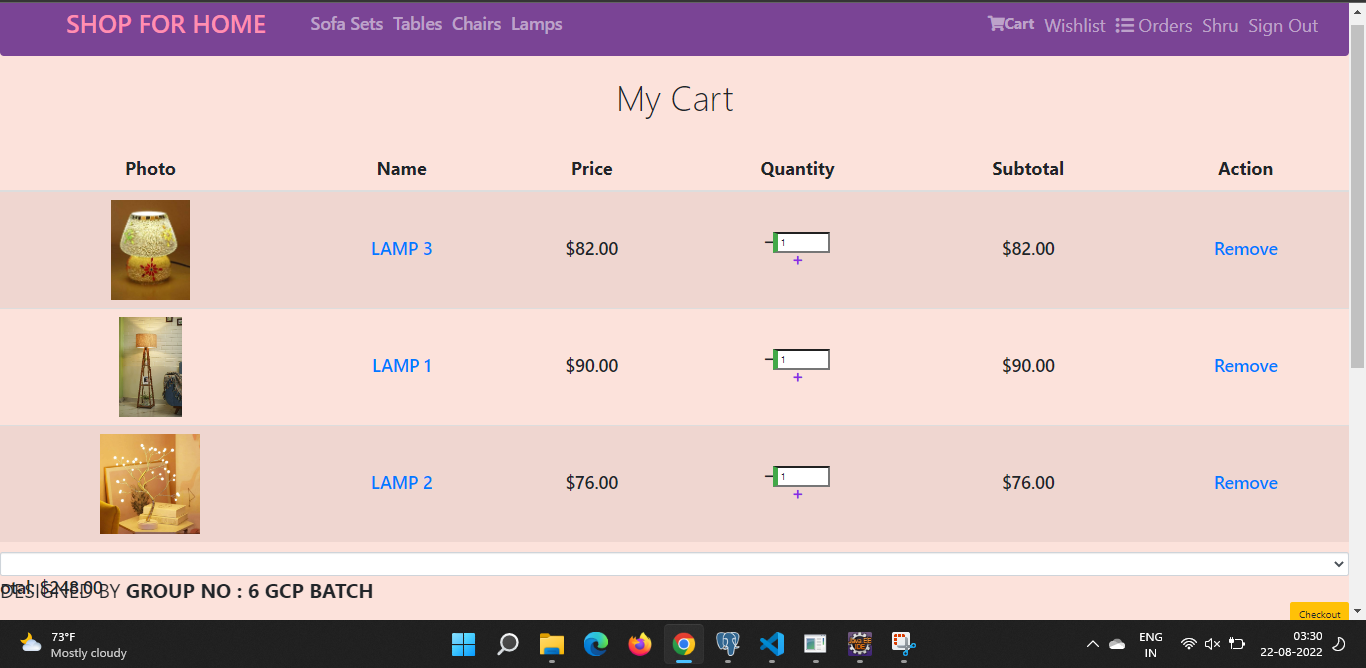 SHOP FOR HOME Sofa Sets Tables Chairs Lamps Cart Wishlist Orders Shru Sign Out
My Cart
Photo Name Price Quantity Subtotal Action
LAMP 3 $82.00 − 1 + $82.00 Remove
LAMP 1 $90.00 − 1 + $90.00 Remove
LAMP 2 $76.00 − 1 + $76.00 Remove
otal: $248.00
DESIGNED BY GROUP NO : 6 GCP BATCH
Checkout
73°F
Mostly cloudy
ENG
IN
03:30
22-08-2022